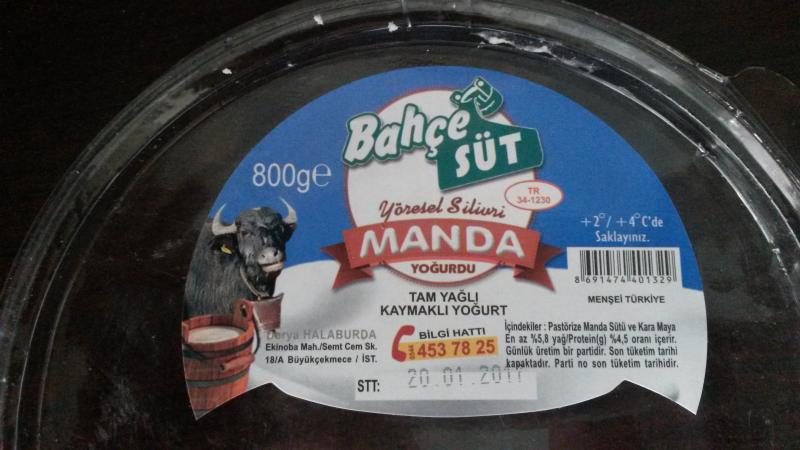 Bahçe
SÜT
800g℮
TR
34-1230
Yöresel Silivri
MANDA
YOĞURDU
+2°/ +4°C'de
Saklayınız.
8 691474 401329
MENŞEİ TÜRKİYE
TAM YAĞLI
KAYMAKLI YOĞURT
Derya HALABURDA
Ekinoba Mah./Semt Cem Sk.
18/A Büyükçekmece / İST.
BİLGİ HATTI
0544 453 78 25
İçindekiler : Pastörize Manda Sütü ve Kara Maya
En az %5,8 yağ/Protein(g) %4,5 oranı içerir.
Günlük üretim bir partidir. Son tüketim tarihi
kapaktadır. Parti no son tüketim tarihidir.
STT: 20.01.2017